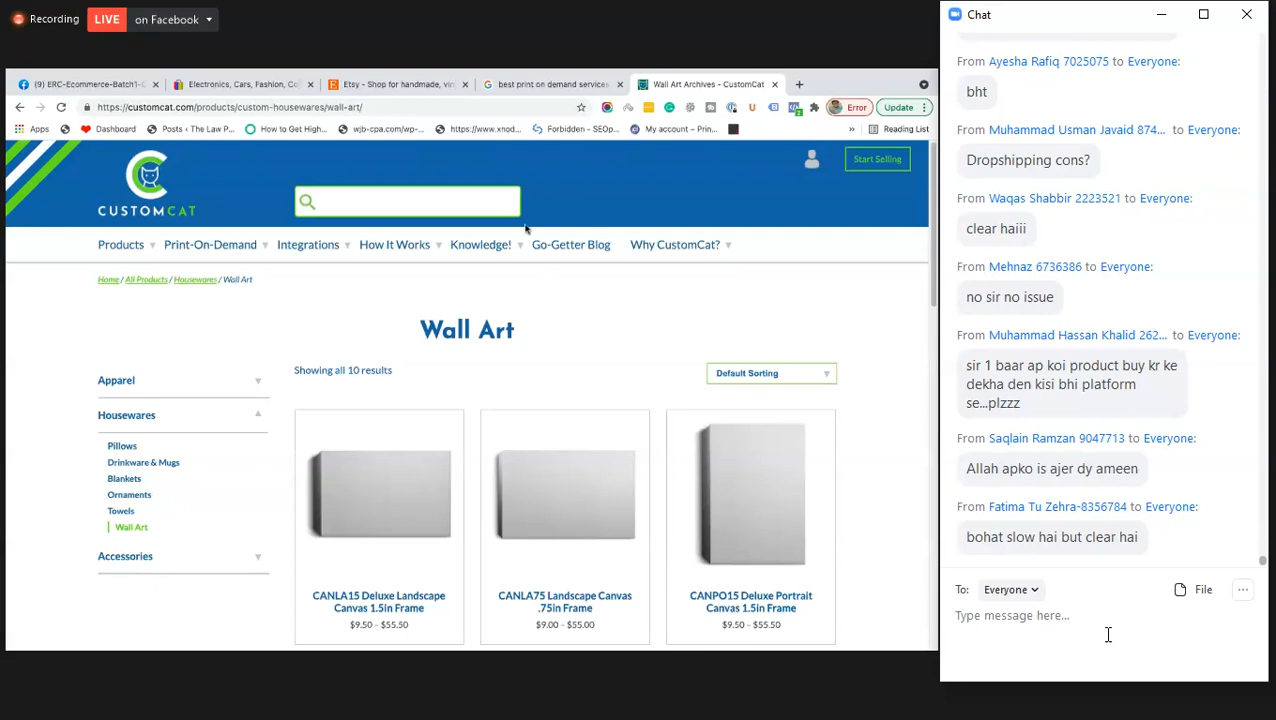 Recording
LIVE on Facebook
(9) ERC-Ecommerce-Batch1-
Electronics, Cars, Fashion, Co
Etsy - Shop for handmade, vin
best print on demand services
Wall Art Archives - CustomCat
https://customcat.com/products/custom-housewares/wall-art/
Error
Update
Apps
Dashboard
Posts ‹ The Law P...
How to Get High...
wjb-cpa.com/wp-...
https://www.xnod...
Forbidden - SEOp...
My account – Prin...
»
Reading List
CUSTOMCAT
Start Selling
Products
Print-On-Demand
Integrations
How It Works
Knowledge!
Go-Getter Blog
Why CustomCat?
Home / All Products / Housewares / Wall Art
Wall Art
Showing all 10 results
Default Sorting
Apparel
Housewares
Pillows
Drinkware & Mugs
Blankets
Ornaments
Towels
Wall Art
Accessories
CANLA15 Deluxe Landscape
Canvas 1.5in Frame
$9.50 – $55.50
CANLA75 Landscape Canvas
.75in Frame
$9.00 – $55.00
CANPO15 Deluxe Portrait
Canvas 1.5in Frame
$9.50 – $55.50
Chat
From Ayesha Rafiq 7025075 to Everyone:
bht
From Muhammad Usman Javaid 874... to Everyone:
Dropshipping cons?
From Waqas Shabbir 2223521 to Everyone:
clear haiii
From Mehnaz 6736386 to Everyone:
no sir no issue
From Muhammad Hassan Khalid 262... to Everyone:
sir 1 baar ap koi product buy kr ke
dekha den kisi bhi platform
se...plzzz
From Saqlain Ramzan 9047713 to Everyone:
Allah apko is ajer dy ameen
From Fatima Tu Zehra-8356784 to Everyone:
bohat slow hai but clear hai
To: Everyone
File
...
Type message here...